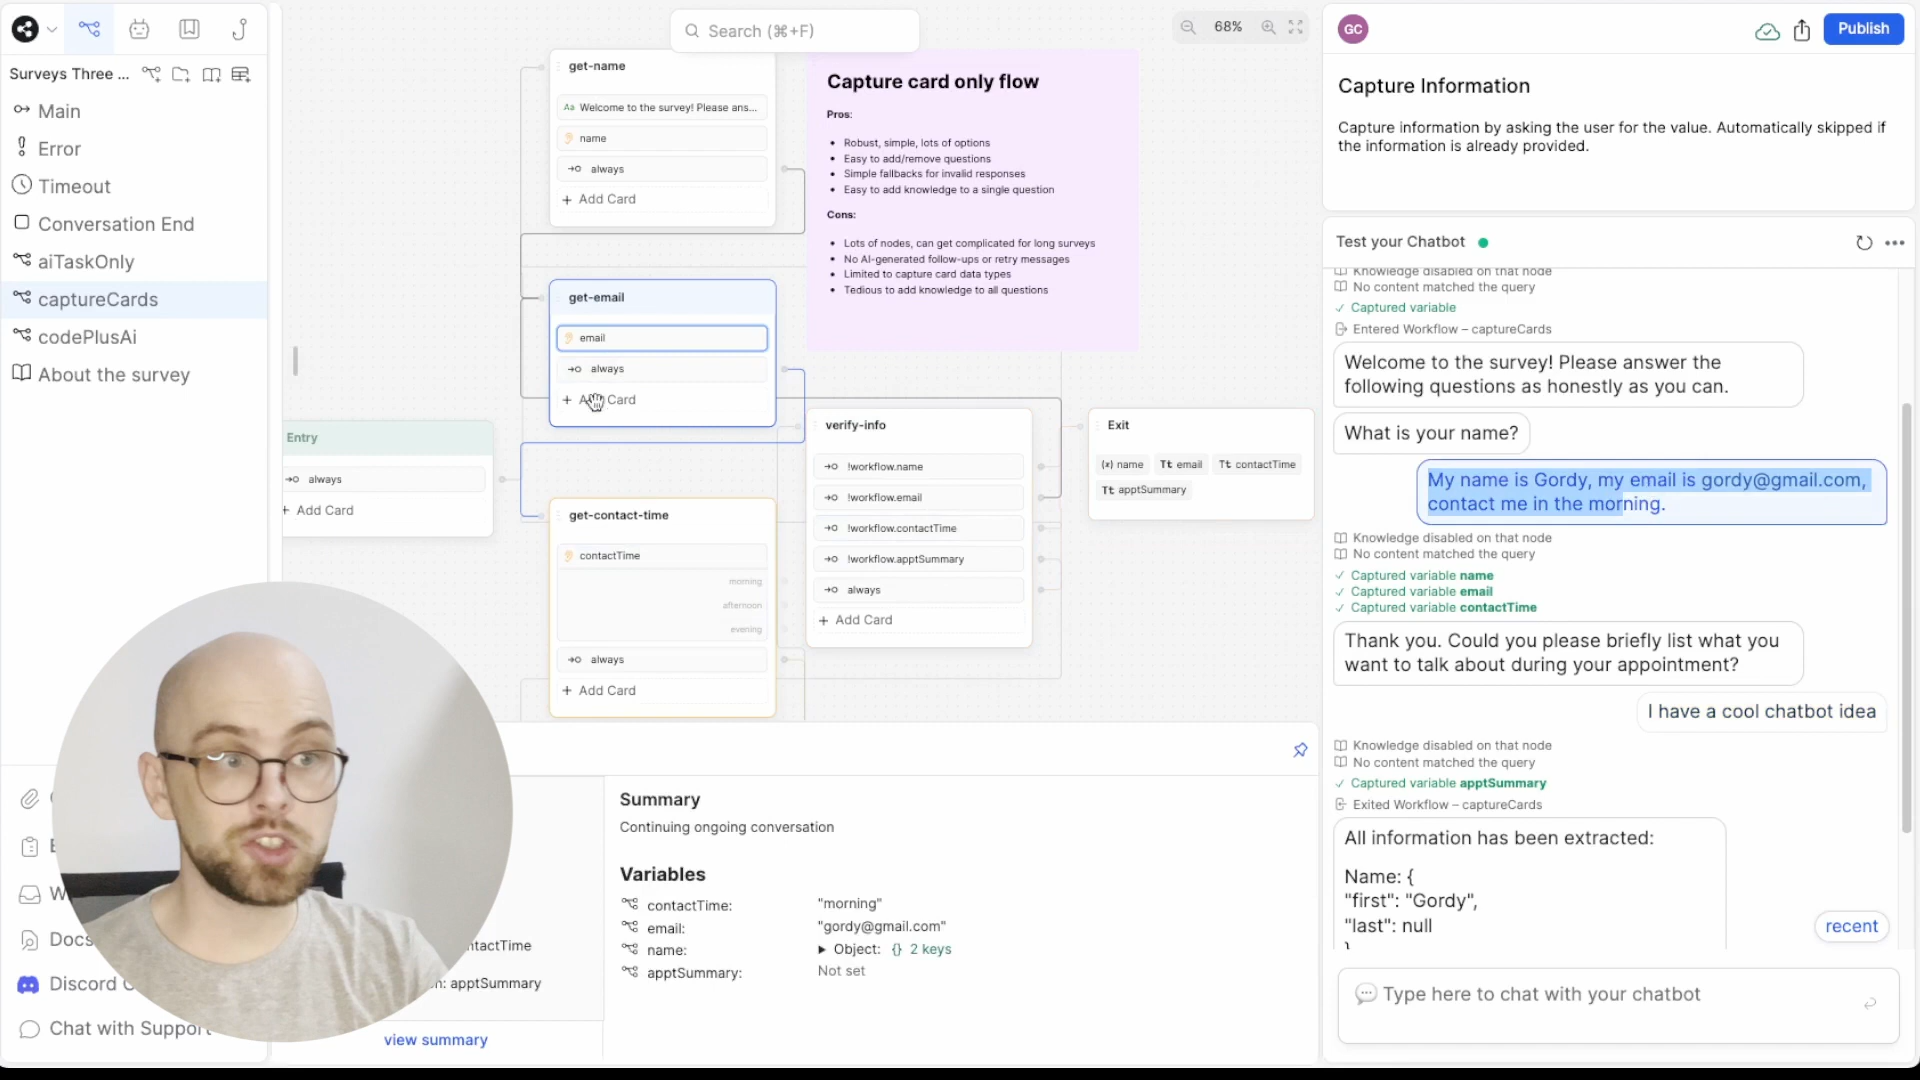 Surveys Three ...
Main
Error
Timeout
Conversation End
aiTaskOnly
captureCards
codePlusAi
About the survey
Docs
Discord
Chat with Support
Search (⌘+F)
68%
get-name
Aa Welcome to the survey! Please ans...
name
always
+ Add Card
get-email
email
always
+ Add Card
Entry
always
+ Add Card
get-contact-time
contactTime
morning
afternoon
evening
always
+ Add Card
Capture card only flow
Pros:
• Robust, simple, lots of options
• Easy to add/remove questions
• Simple fallbacks for invalid responses
• Easy to add knowledge to a single question
Cons:
• Lots of nodes, can get complicated for long surveys
• No AI-generated follow-ups or retry messages
• Limited to capture card data types
• Tedious to add knowledge to all questions
verify-info
!workflow.name
!workflow.email
!workflow.contactTime
!workflow.apptSummary
always
+ Add Card
Exit
(x) name Tt email Tt contactTime
Tt apptSummary
: apptSummary
view summary
Summary
Continuing ongoing conversation
Variables
contactTime: "morning"
email: "gordy@gmail.com"
name: Object: {} 2 keys
apptSummary: Not set
GC
Publish
Capture Information
Capture information by asking the user for the value. Automatically skipped if
the information is already provided.
Test your Chatbot
Knowledge disabled on that node
No content matched the query
Captured variable
Entered Workflow – captureCards
Welcome to the survey! Please answer the
following questions as honestly as you can.
What is your name?
My name is Gordy, my email is gordy@gmail.com,
contact me in the morning.
Knowledge disabled on that node
No content matched the query
Captured variable name
Captured variable email
Captured variable contactTime
Thank you. Could you please briefly list what you
want to talk about during your appointment?
I have a cool chatbot idea
Knowledge disabled on that node
No content matched the query
Captured variable apptSummary
Exited Workflow – captureCards
All information has been extracted:
Name: {
"first": "Gordy",
"last": null
}
recent
Type here to chat with your chatbot